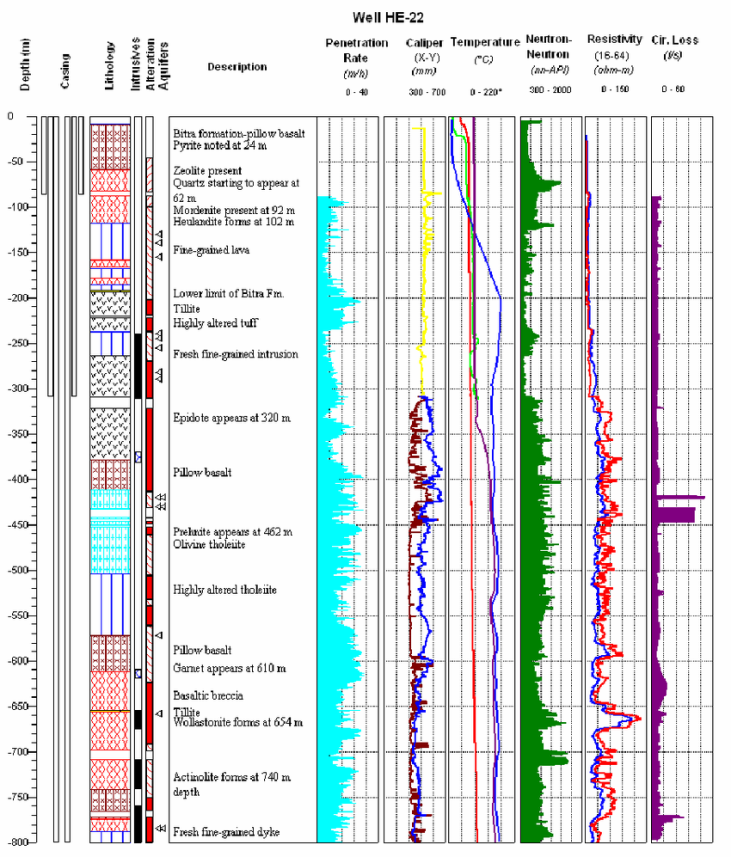 Well HE-22
Depth (m)
Casing
Lithology
Intrusives
Alteration
Aquifers
Description
Penetration
Rate
(m/h)
0 - 40
Caliper
(X-Y)
(mm)
300 - 700
Temperature
(°C)
0 - 220°
Neutron-
Neutron
(nn-API)
300 - 2000
Resistivity
(16-64)
(ohm-m)
0 - 150
Cir. Loss
(l/s)
0 - 60
0
-50
-100
-150
-200
-250
-300
-350
-400
-450
-500
-550
-600
-650
-700
-750
-800
Bitra formation-pillow basalt
Pyrite noted at 24 m
Zeolite present
Quartz starting to appear at
62 m
Mordenite present at 92 m
Heulandite forms at 102 m
Fine-grained lava
Lower limit of Bitra Fm.
Tillite
Highly altered tuff
Fresh fine-grained intrusion
Epidote appears at 320 m
Pillow basalt
Prehnite appears at 462 m
Olivine tholeiite
Highly altered tholeiite
Pillow basalt
Garnet appears at 610 m
Basaltic breccia
Tillite
Wollastonite forms at 654 m
Actinolite forms at 740 m
depth
Fresh fine-grained dyke